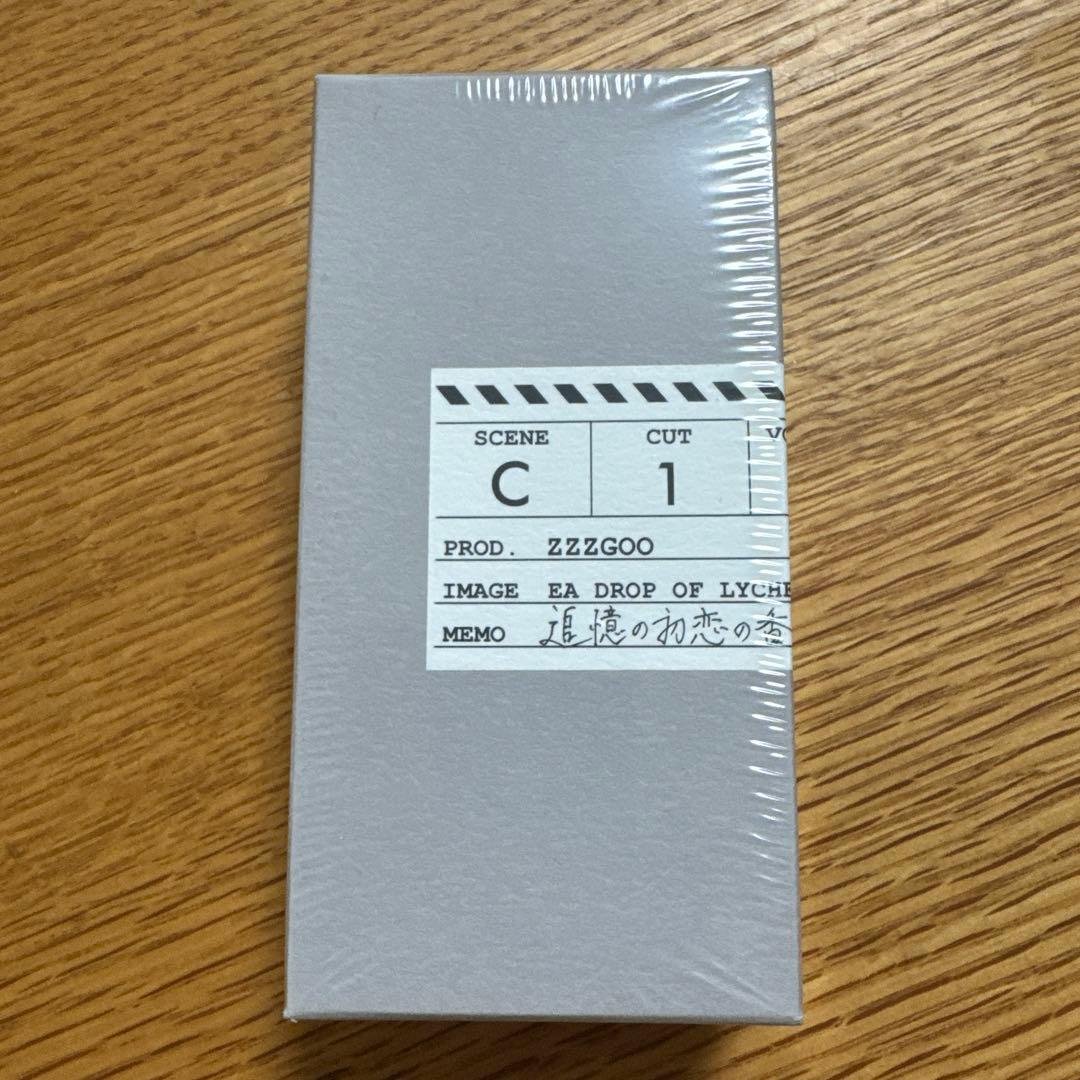 SCENE CUT
C 1
PROD. ZZZGOO
IMAGE EA DROP OF
MEMO 追憶の初恋の